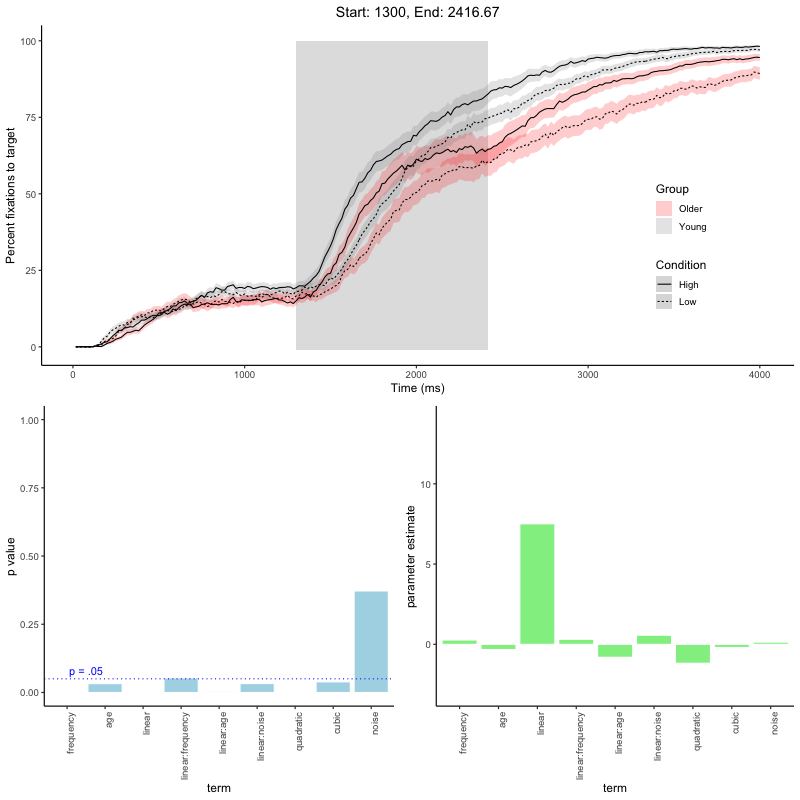 Start: 1300, End: 2416.67
Percent fixations to target
100
75
50
25
0
0 1000 2000 3000 4000
Time (ms)
Group
Older
Young
Condition
High
Low
p value
1.00
0.75
0.50
0.25
0.00
p = .05
frequency
age
linear
linear:frequency
linear:age
linear:noise
quadratic
cubic
noise
term
parameter estimate
10
5
0
frequency
age
linear
linear:frequency
linear:age
linear:noise
quadratic
cubic
noise
term